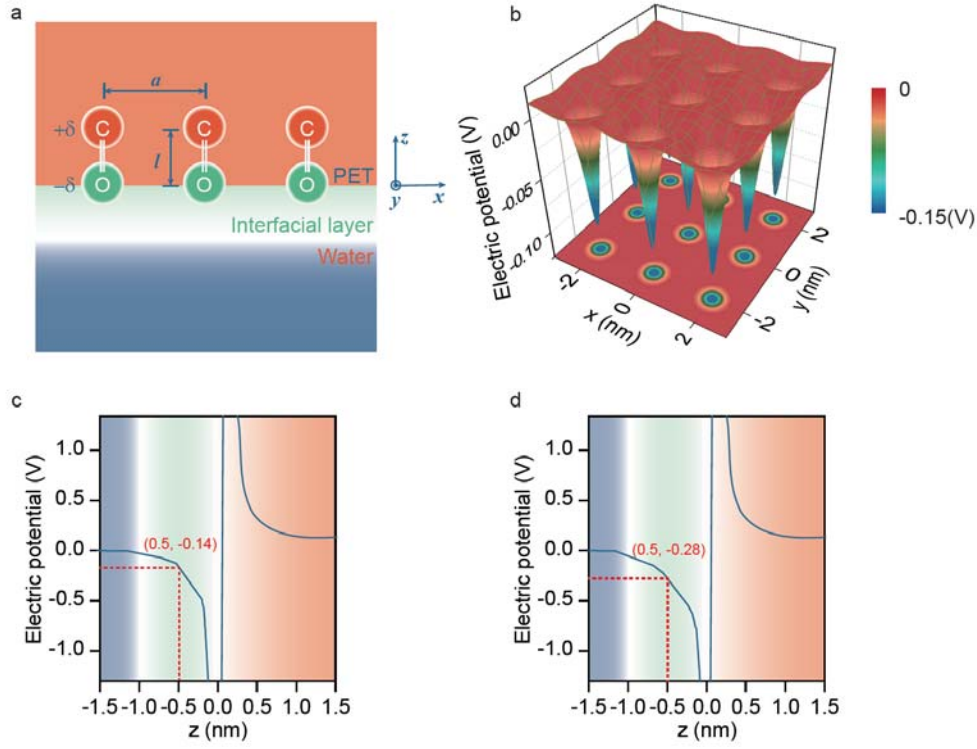 a
a
+δ
C
C
C
l
−δ
O
O
O
PET
z
y
x
Interfacial layer
Water
b
Electric potential (V)
0.00
-0.05
-0.10
-2
0
2
x (nm)
-2
0
2
y (nm)
0
-0.15(V)
c
Electric potential (V)
1.0
0.5
0.0
-0.5
-1.0
(0.5, -0.14)
-1.5 -1.0 -0.5 0.0 0.5 1.0 1.5
z (nm)
d
Electric potential (V)
1.0
0.5
0.0
-0.5
-1.0
(0.5, -0.28)
-1.5 -1.0 -0.5 0.0 0.5 1.0 1.5
z (nm)